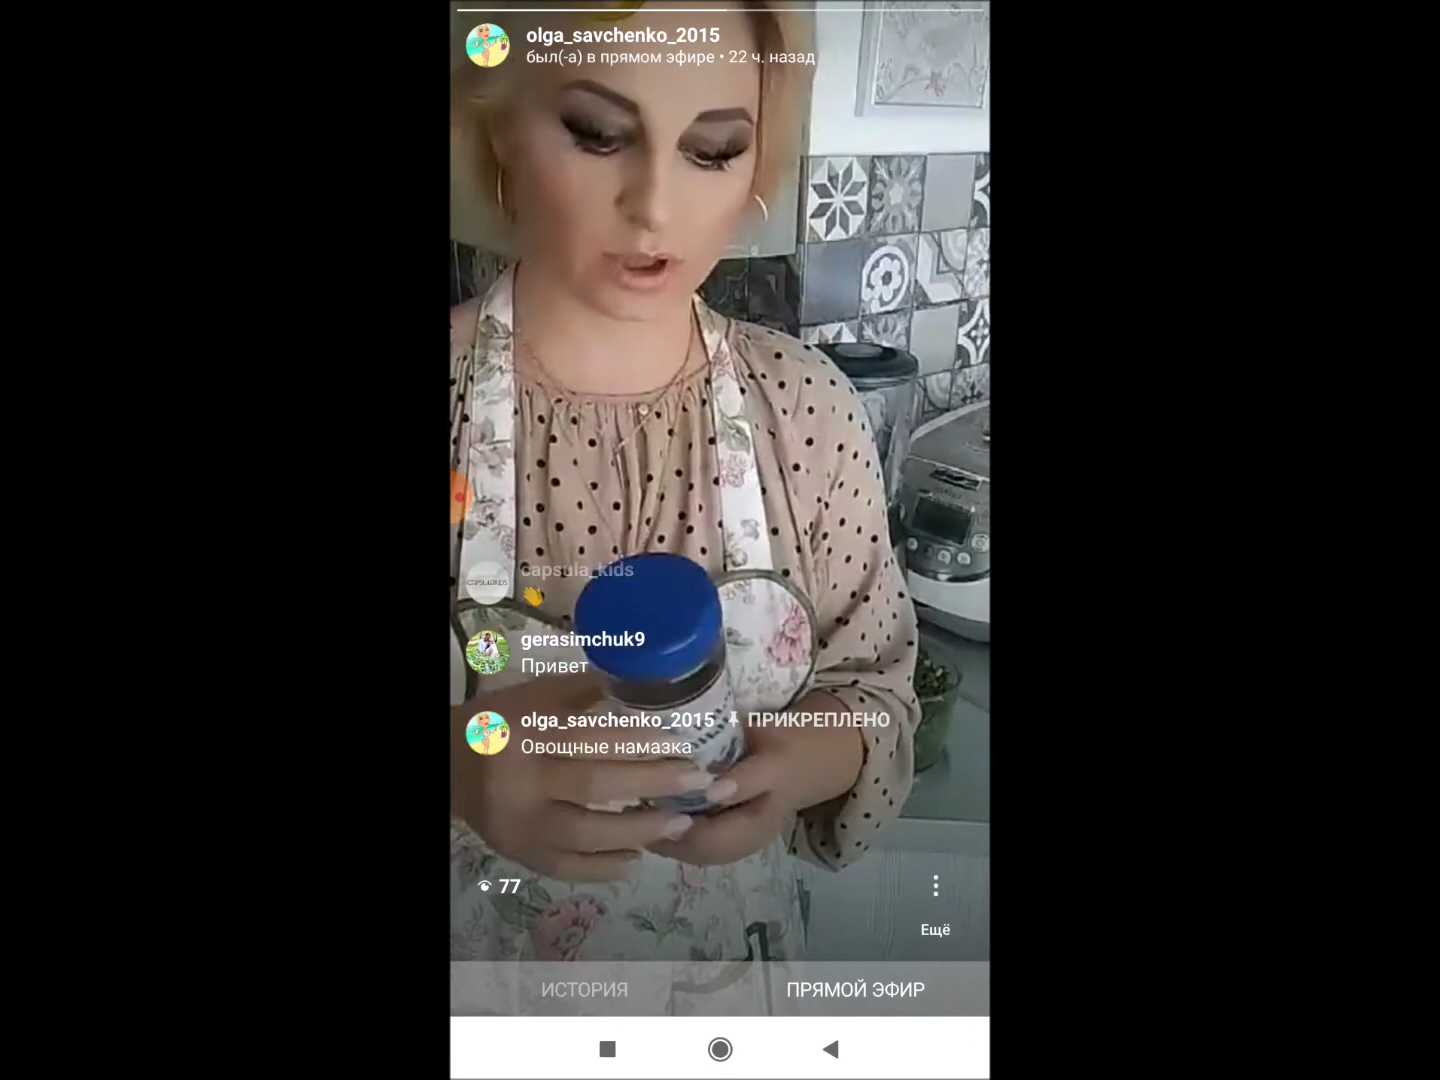 olga_savchenko_2015
был(-а) в прямом эфире • 22 ч. назад
capsula_kids
👏
gerasimchuk9
Привет
olga_savchenko_2015 ПРИКРЕПЛЕНО
Овощные намазка
77
Ещё
ИСТОРИЯ
ПРЯМОЙ ЭФИР